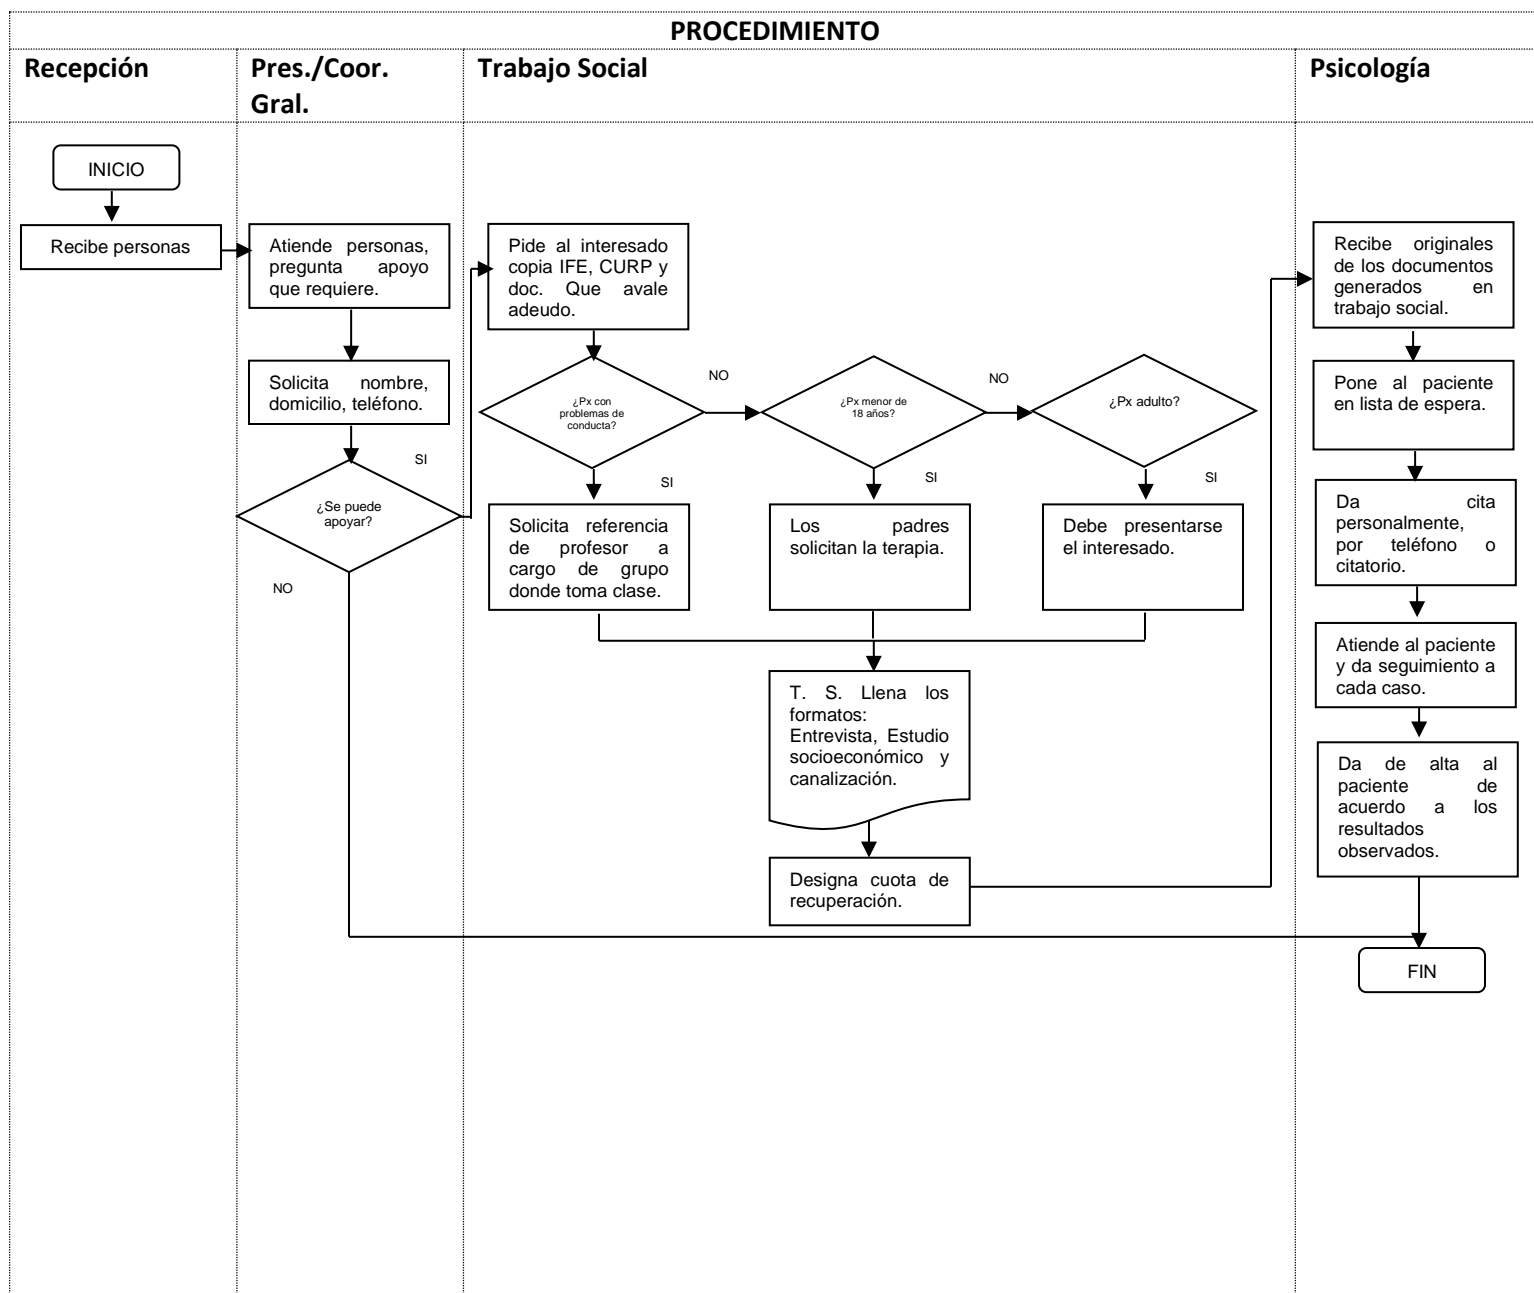 PROCEDIMIENTO
Recepción
Pres./Coor.
Gral.
Trabajo Social
Psicología
INICIO
Recibe personas
Atiende personas,
pregunta apoyo
que requiere.
Solicita nombre,
domicilio, teléfono.
¿Se puede
apoyar?
SI
NO
Pide al interesado
copia IFE, CURP y
doc. Que avale
adeudo.
¿Px con
problemas de
conducta?
NO
SI
¿Px menor de
18 años?
NO
SI
¿Px adulto?
SI
Solicita referencia
de profesor a
cargo de grupo
donde toma clase.
Los padres
solicitan la terapia.
Debe presentarse
el interesado.
T. S. Llena los
formatos:
Entrevista, Estudio
socioeconómico y
canalización.
Designa cuota de
recuperación.
Recibe originales
de los documentos
generados en
trabajo social.
Pone al paciente
en lista de espera.
Da cita
personalmente,
por teléfono o
citatorio.
Atiende al paciente
y da seguimiento a
cada caso.
Da de alta al
paciente de
acuerdo a los
resultados
observados.
FIN